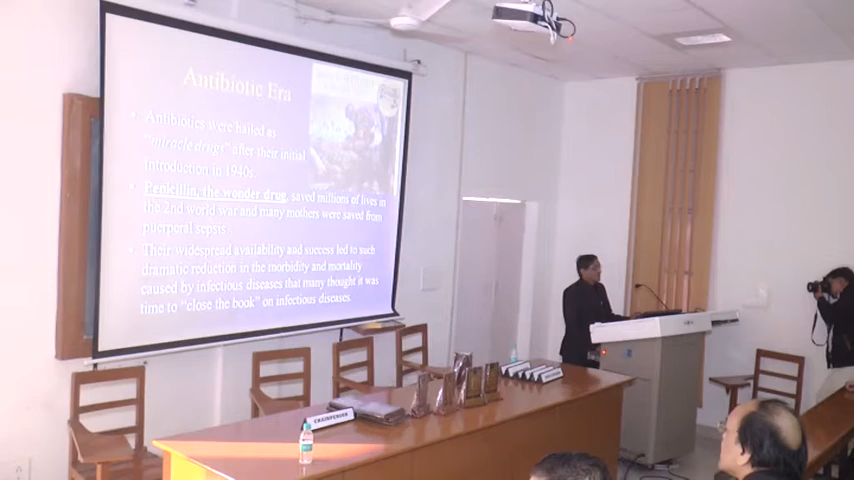 Antibiotic Era
• Antibiotics were hailed as
"miracle drugs" after their initial
introduction in 1940s.
• Penicillin, the wonder drug, saved millions of lives in
the 2nd world war and many mothers were saved from
puerperal sepsis.
• Their widespread availability and success led to such
dramatic reduction in the morbidity and mortality
caused by infectious diseases that many thought it was
time to "close the book" on infectious diseases.
CHAIRPERSON